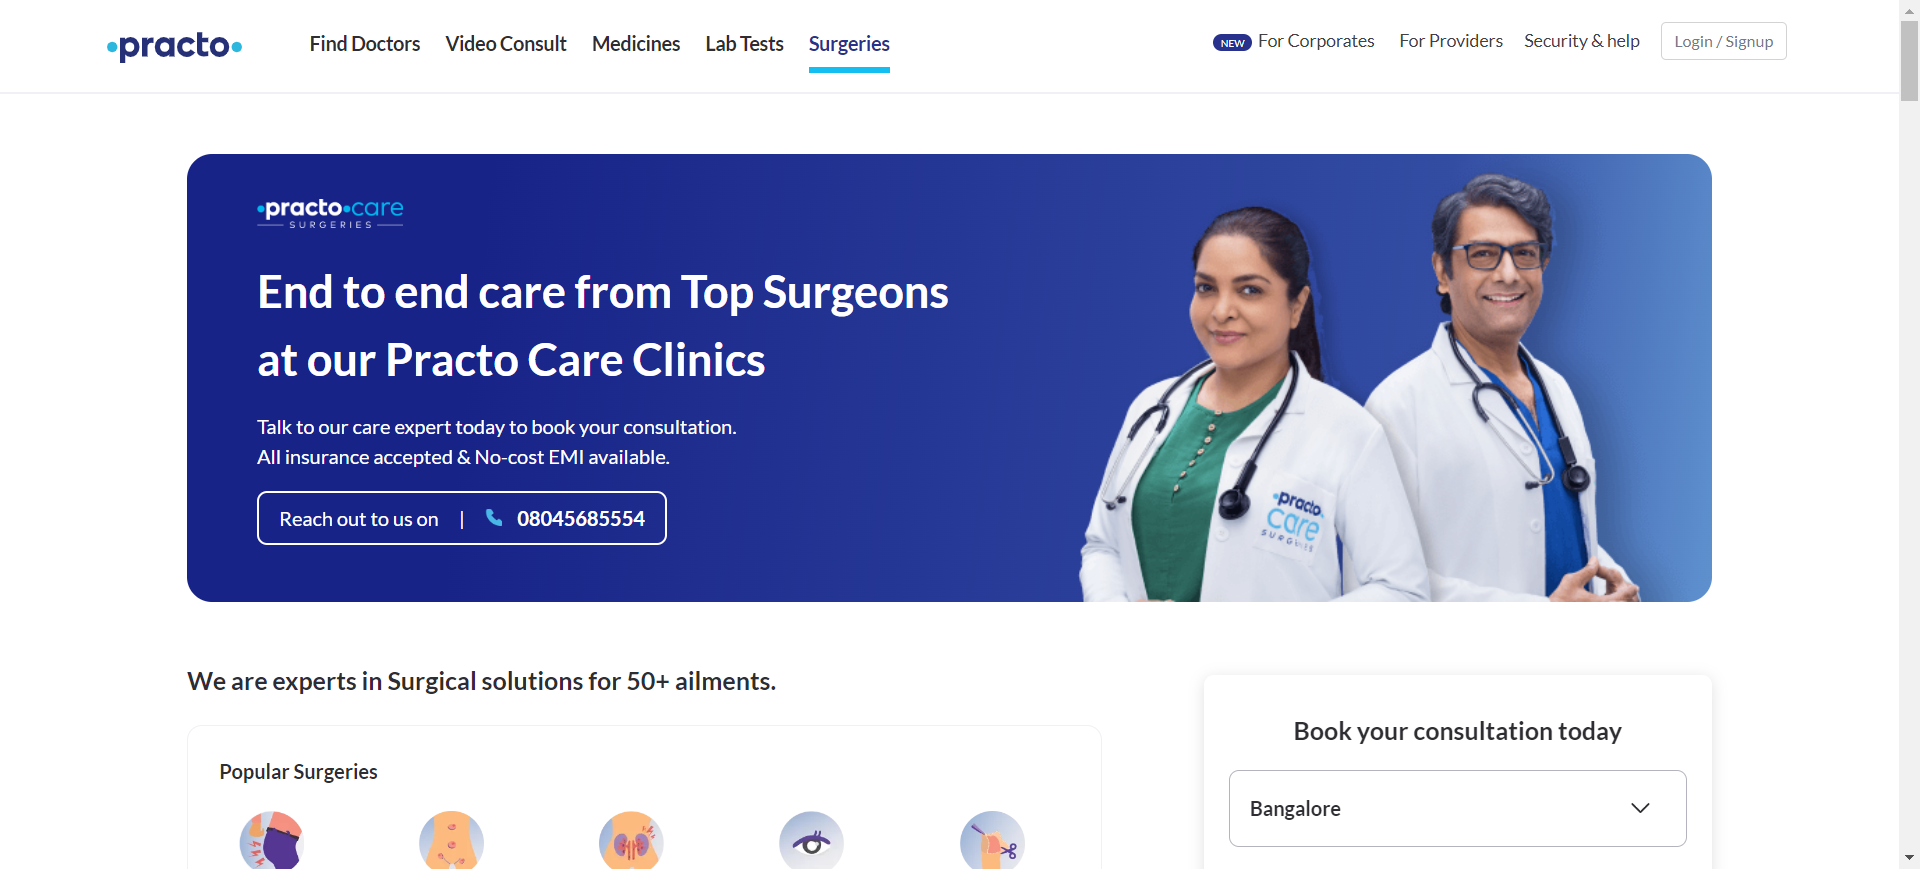 practo
Find Doctors
Video Consult
Medicines
Lab Tests
Surgeries
NEW For Corporates
For Providers
Security & help
Login / Signup
practo care
SURGERIES
End to end care from Top Surgeons
at our Practo Care Clinics
Talk to our care expert today to book your consultation.
All insurance accepted & No-cost EMI available.
Reach out to us on | 08045685554
practo
Care
SURGERIES
We are experts in Surgical solutions for 50+ ailments.
Popular Surgeries
Book your consultation today
Bangalore